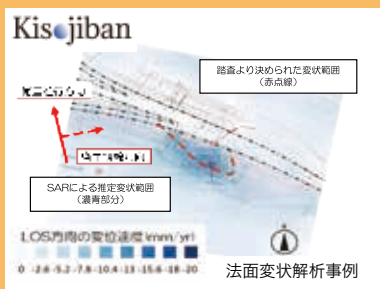 Kisojiban
踏査より決められた変状範囲
（赤点線）
SARによる推定変状範囲
（濃青部分）
LOS方向の変位速度(mm/yr)
0 -2.6 -5.2 -7.8 -10.4 -13 -15.6 -18 -20
法面変状解析事例